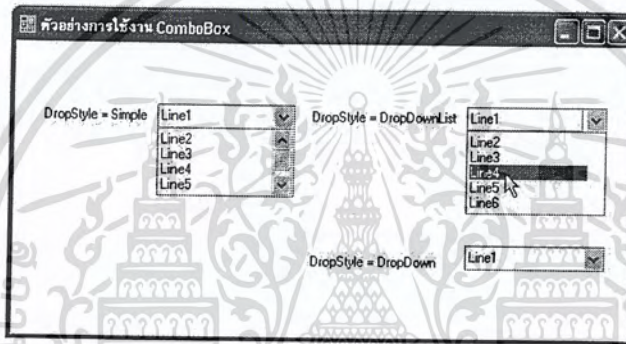 ตัวอย่างการใช้งาน ComboBox
DropStyle = Simple
Line1
Line2
Line3
Line4
Line5
DropStyle = DropDownList
Line1
Line2
Line3
Line4
Line5
Line6
DropStyle = DropDown
Line1